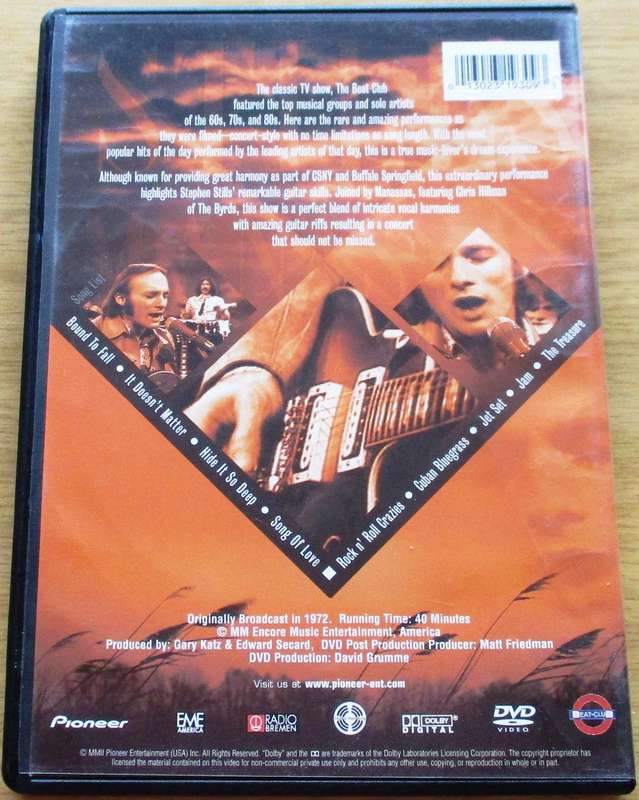 The classic TV show, The Beat Club
featured the top musical groups and solo artists
of the 60s, 70s, and 80s. Here are the rare and amazing performances as
they were filmed—concert-style with no time limitations on song length. With the most
popular hits of the day performed by the leading artists of that day, this is a true music-lover's dream experience.
Although known for providing great harmony as part of CSNY and Buffalo Springfield, this extraordinary performance
highlights Stephen Stills' remarkable guitar skills. Joined by Manassas, featuring Chris Hillman
of The Byrds, this show is a perfect blend of intricate vocal harmonies
with amazing guitar riffs resulting in a concert
that should not be missed.
Song List
Bound To Fall • It Doesn't Matter • Hide It So Deep • Song Of Love
Rock n' Roll Crazies • Cuban Bluegrass • Jet Set • Jam • The Treasure
Originally Broadcast in 1972. Running Time: 40 Minutes
© MM Encore Music Entertainment, America
Produced by: Gary Katz & Edward Secard, DVD Post Production Producer: Matt Friedman
DVD Production: David Grumme
Visit us at www.pioneer-ent.com
Pioneer
EME
AMERICA
RADIO
BREMEN
DOLBY
DIGITAL
DVD
VIDEO
BEAT-CLUB
© MMII Pioneer Entertainment (USA) Inc. All Rights Reserved. "Dolby" and the DD are trademarks of the Dolby Laboratories Licensing Corporation. The copyright proprietor has
licensed the material contained on this video for non-commercial private use only and prohibits any other use, copying, or reproduction in whole or in part.